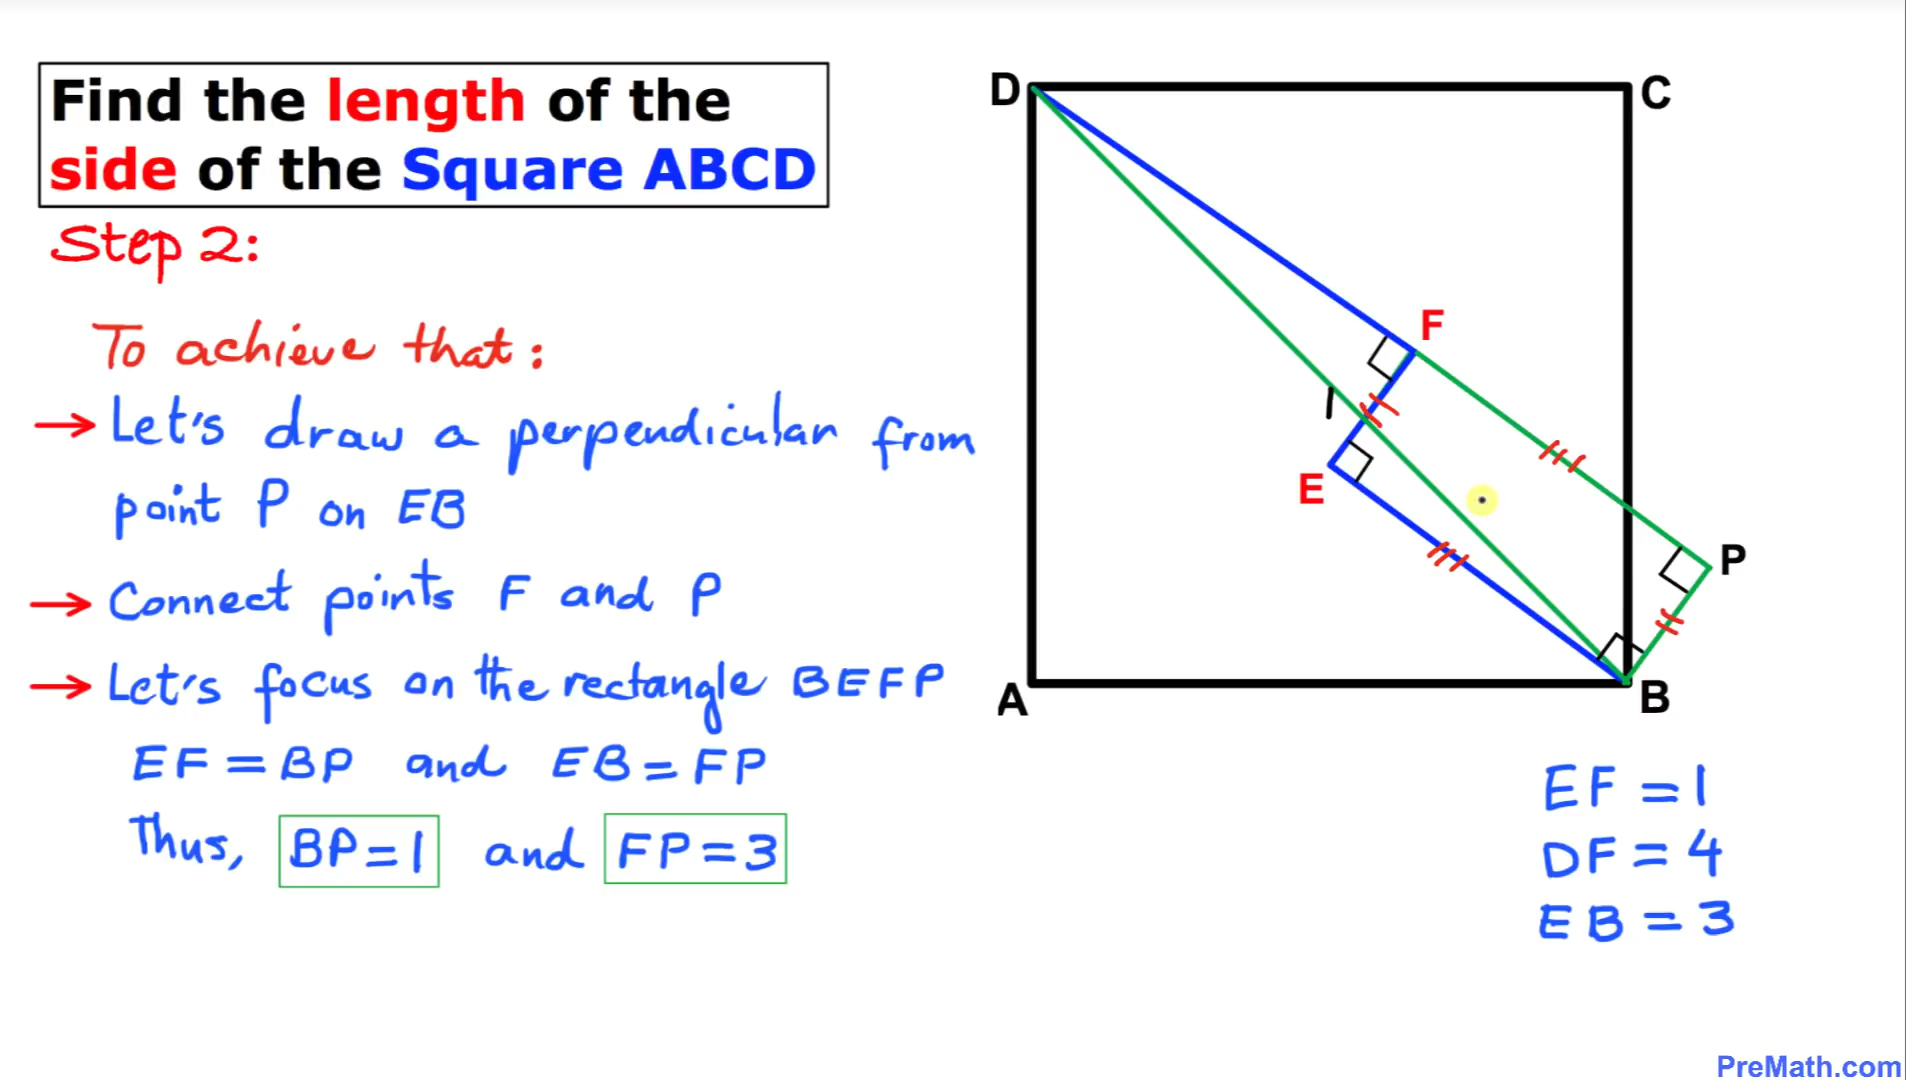 Find the length of the
side of the Square ABCD
Step 2:
To achieve that:
→ Let's draw a perpendicular from
point P on EB
→ Connect points F and P
→ Let's focus on the rectangle BEFP
EF = BP and EB = FP
Thus, BP = 1 and FP = 3
D
C
F
1
E
P
A
B
EF = 1
DF = 4
EB = 3
PreMath.com